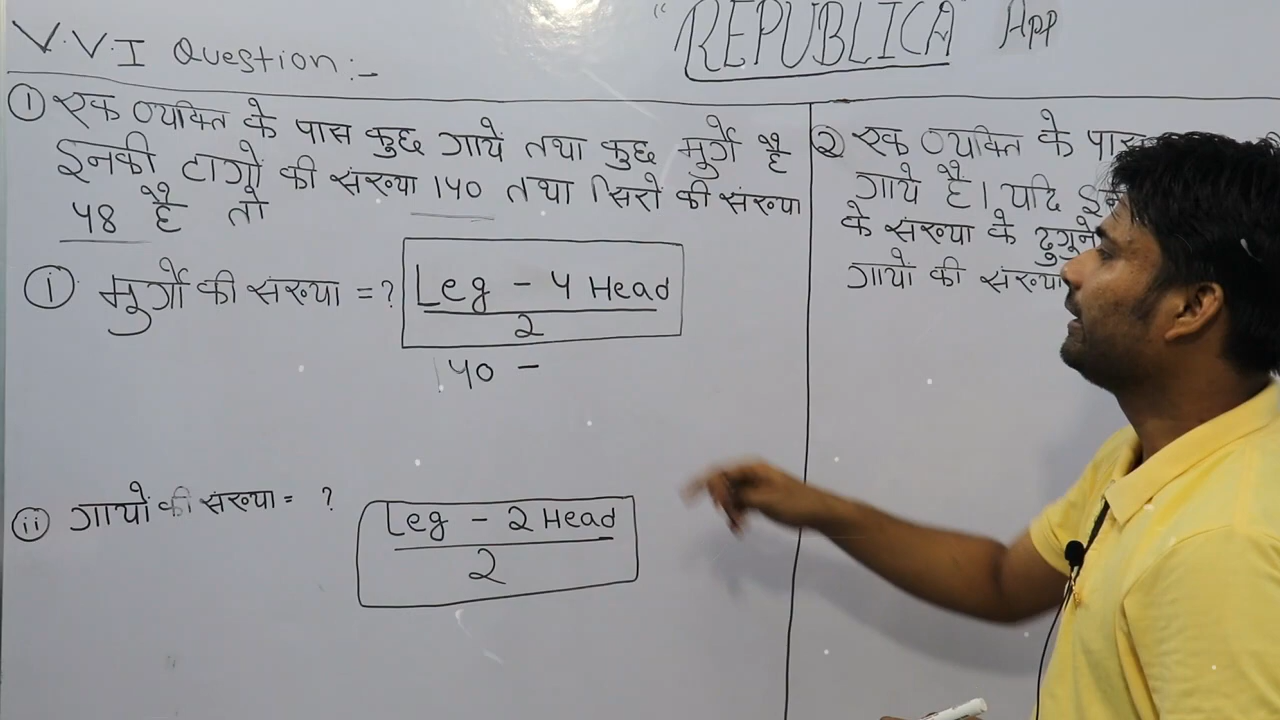 V.V.I Question:-
"REPUBLICA" App
① एक व्यक्ति के पास कुछ गायें तथा कुछ मुर्गे है
इनकी टागो की संख्या 140 तथा सिरो की संख्या
48 है तो
ⓘ मुर्गो की संख्या = ?
Leg - 4 Head
2
140 -
ⓘⓘ गायों की संख्या = ?
Leg - 2 Head
2
② एक व्यक्ति के पास
गाये है। यदि
के संख्या के दुगूने
गायों की संख्या